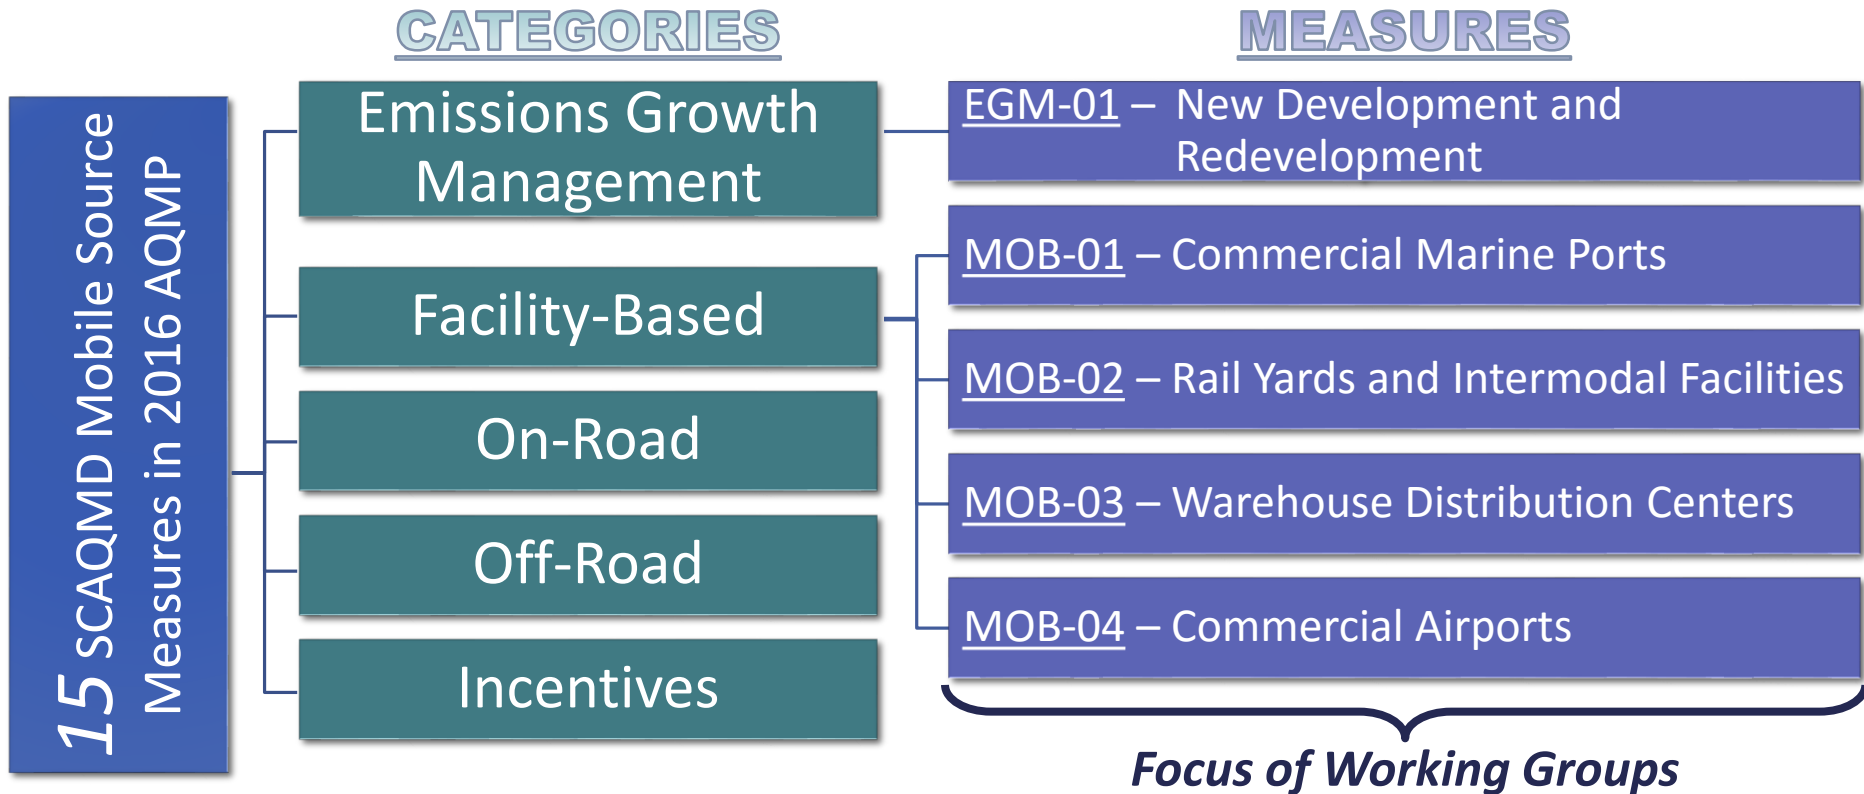 CATEGORIES
MEASURES
15 SCAQMD Mobile Source
Measures in 2016 AQMP
Emissions Growth
Management
Facility-Based
On-Road
Off-Road
Incentives
EGM-01 – New Development and
Redevelopment
MOB-01 – Commercial Marine Ports
MOB-02 – Rail Yards and Intermodal Facilities
MOB-03 – Warehouse Distribution Centers
MOB-04 – Commercial Airports
Focus of Working Groups